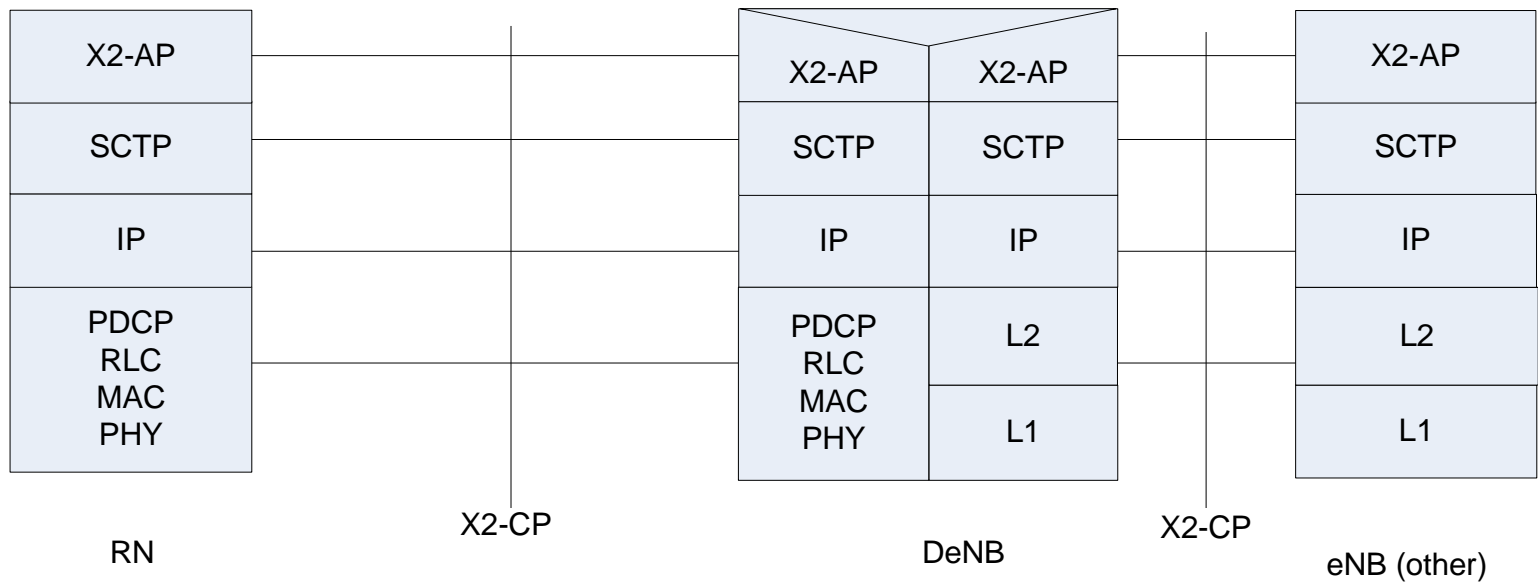 X2-AP
SCTP
IP
PDCP
RLC
MAC
PHY
RN
X2-CP
X2-AP
SCTP
IP
PDCP
RLC
MAC
PHY
X2-AP
SCTP
IP
L2
L1
DeNB
X2-CP
X2-AP
SCTP
IP
L2
L1
eNB (other)